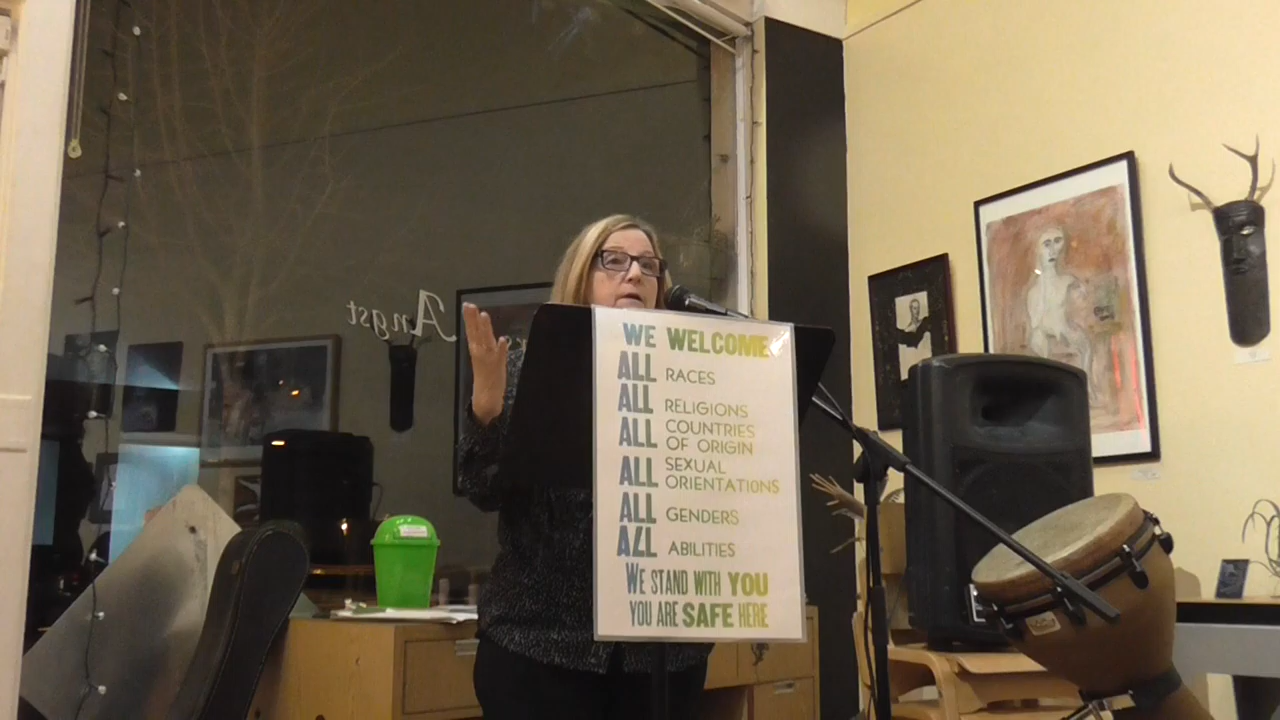 Angst
WE WELCOME
ALL RACES
ALL RELIGIONS
ALL COUNTRIES
OF ORIGIN
ALL SEXUAL
ORIENTATIONS
ALL GENDERS
ALL ABILITIES
WE STAND WITH YOU
YOU ARE SAFE HERE